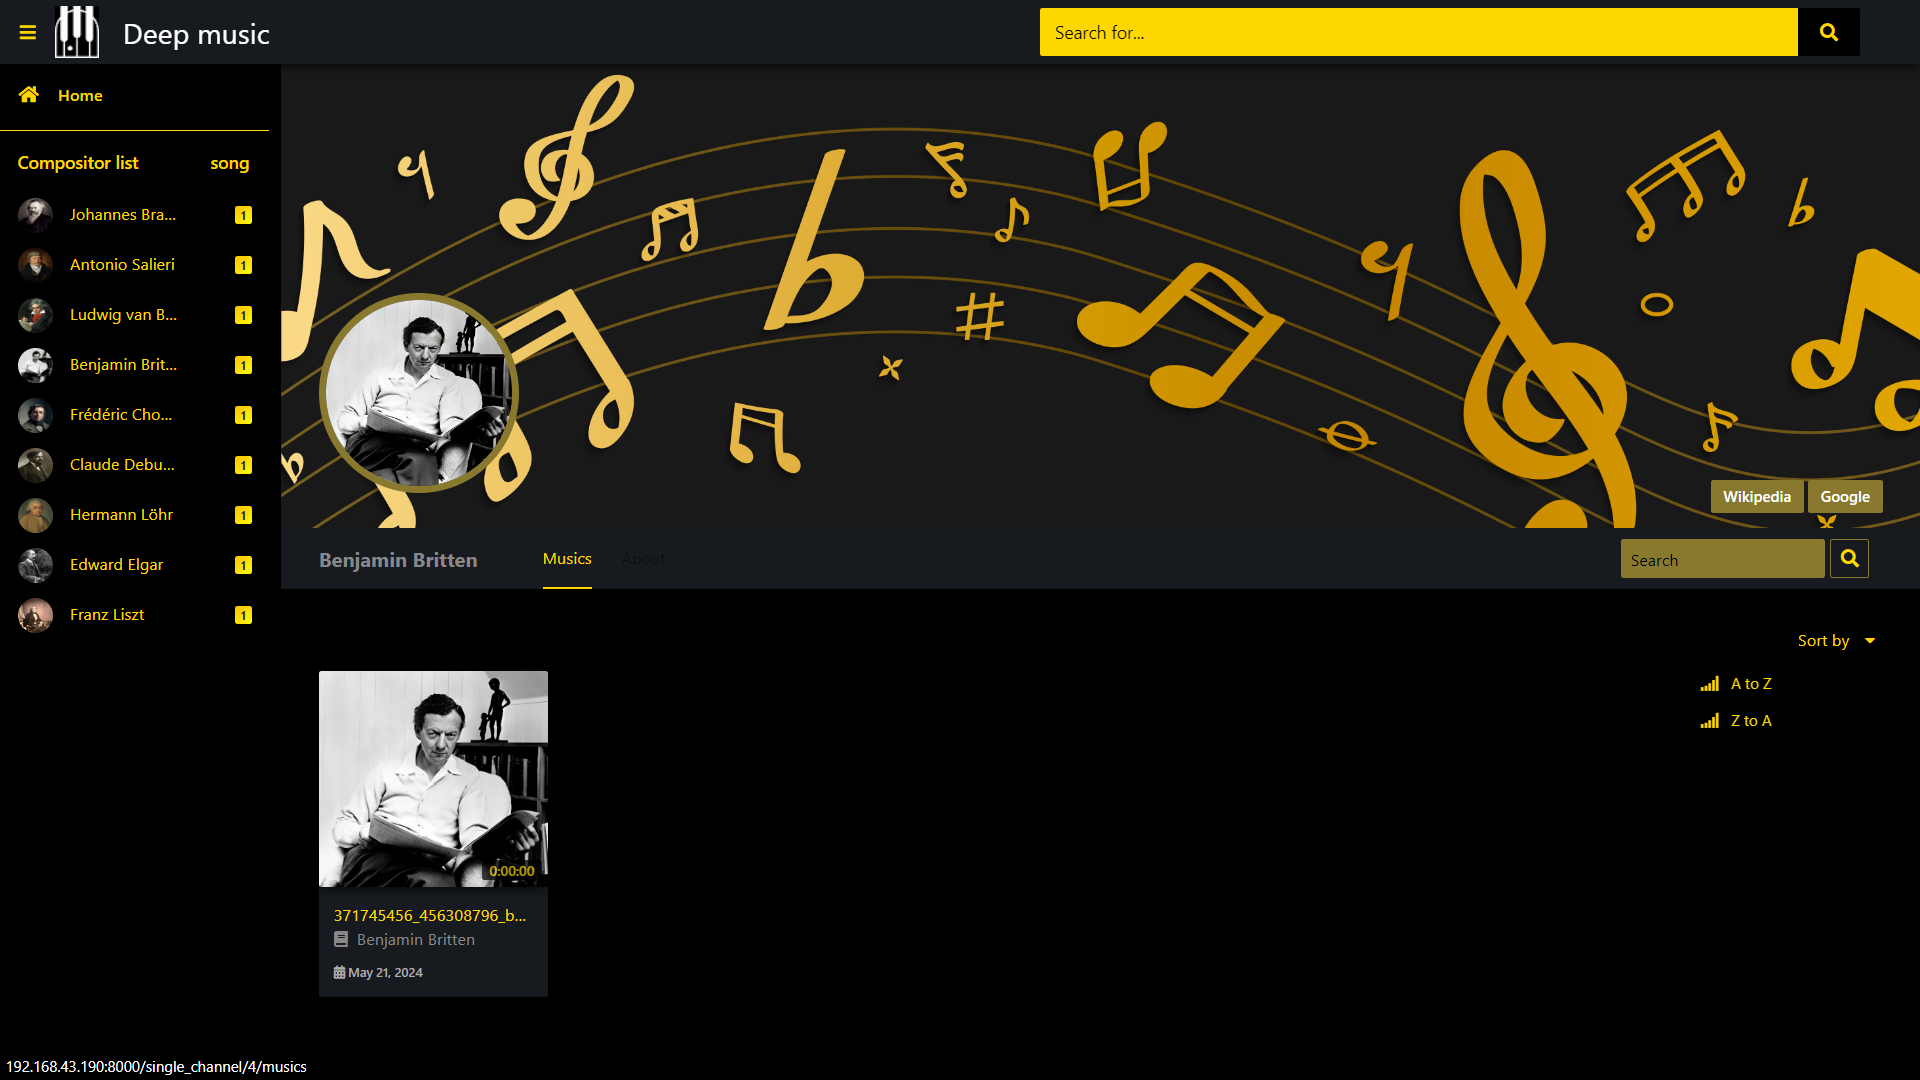 Deep music
Search for...
Home
Compositor list song
Johannes Bra... 1
Antonio Salieri 1
Ludwig van B... 1
Benjamin Brit... 1
Frédéric Cho... 1
Claude Debu... 1
Hermann Löhr 1
Edward Elgar 1
Franz Liszt 1
Wikipedia Google
Benjamin Britten Musics About
Search
Sort by
A to Z
Z to A
0:00:00
371745456_456308796_b...
Benjamin Britten
May 21, 2024
192.168.43.190:8000/single_channel/4/musics